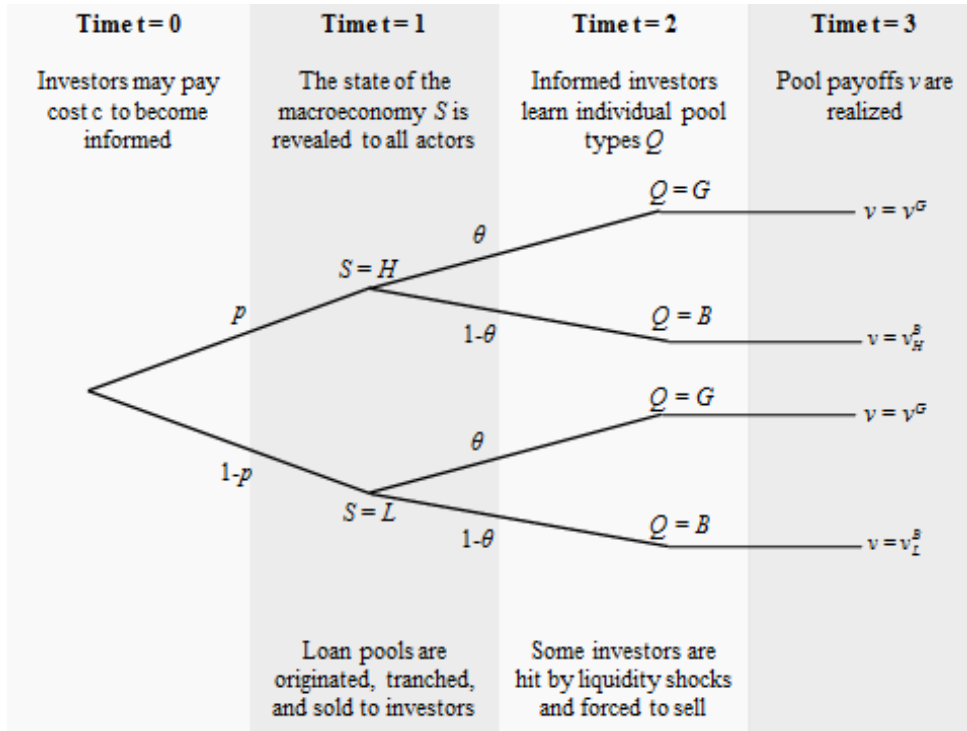 Time t = 0
Time t = 1
Time t = 2
Time t = 3
Investors may pay
cost c to become
informed
The state of the
macroeconomy S is
revealed to all actors
Informed investors
learn individual pool
types Q
Pool payoffs v are
realized
Q = G
v = v^G
θ
S = H
p
1-θ
Q = B
v = v_H^B
Q = G
v = v^G
θ
1-p
S = L
1-θ
Q = B
v = v_L^B
Loan pools are
originated, tranched,
and sold to investors
Some investors are
hit by liquidity shocks
and forced to sell